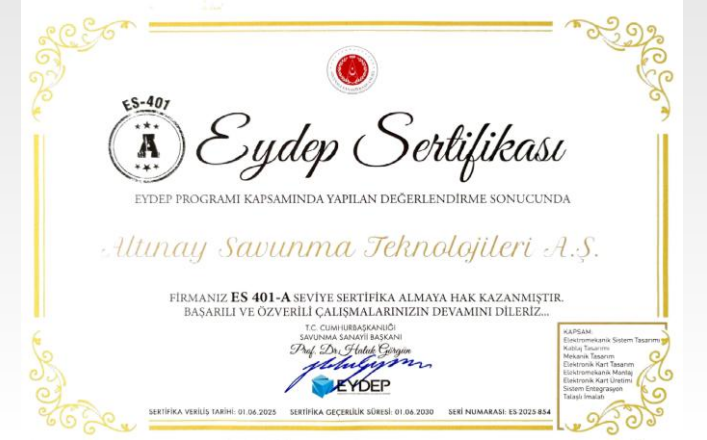 ES-401
A
Eydep Sertifikası
EYDEP PROGRAMI KAPSAMINDA YAPILAN DEĞERLENDİRME SONUCUNDA
Altınay Savunma Teknolojileri A.Ş.
FİRMANIZ ES 401-A SEVİYE SERTİFİKA ALMAYA HAK KAZANMIŞTIR.
BAŞARILI VE ÖZVERİLİ ÇALIŞMALARINIZIN DEVAMINI DİLERİZ...
T.C. CUMHURBAŞKANLIĞI
SAVUNMA SANAYİİ BAŞKANI
Prof. Dr. Haluk Görgün
EYDEP
KAPSAM:
Elektromekanik Sistem Tasarımı
Kablaj Tasarımı
Mekanik Tasarım
Elektronik Kart Tasarım
Elektromekanik Montaj
Elektronik Kart Üretimi
Sistem Entegrasyon
Talaşlı İmalatı
SERTİFİKA VERİLİŞ TARİHİ: 01.06.2025 SERTİFİKA GEÇERLİLİK SÜRESİ: 01.06.2030 SERİ NUMARASI: ES-2025-854